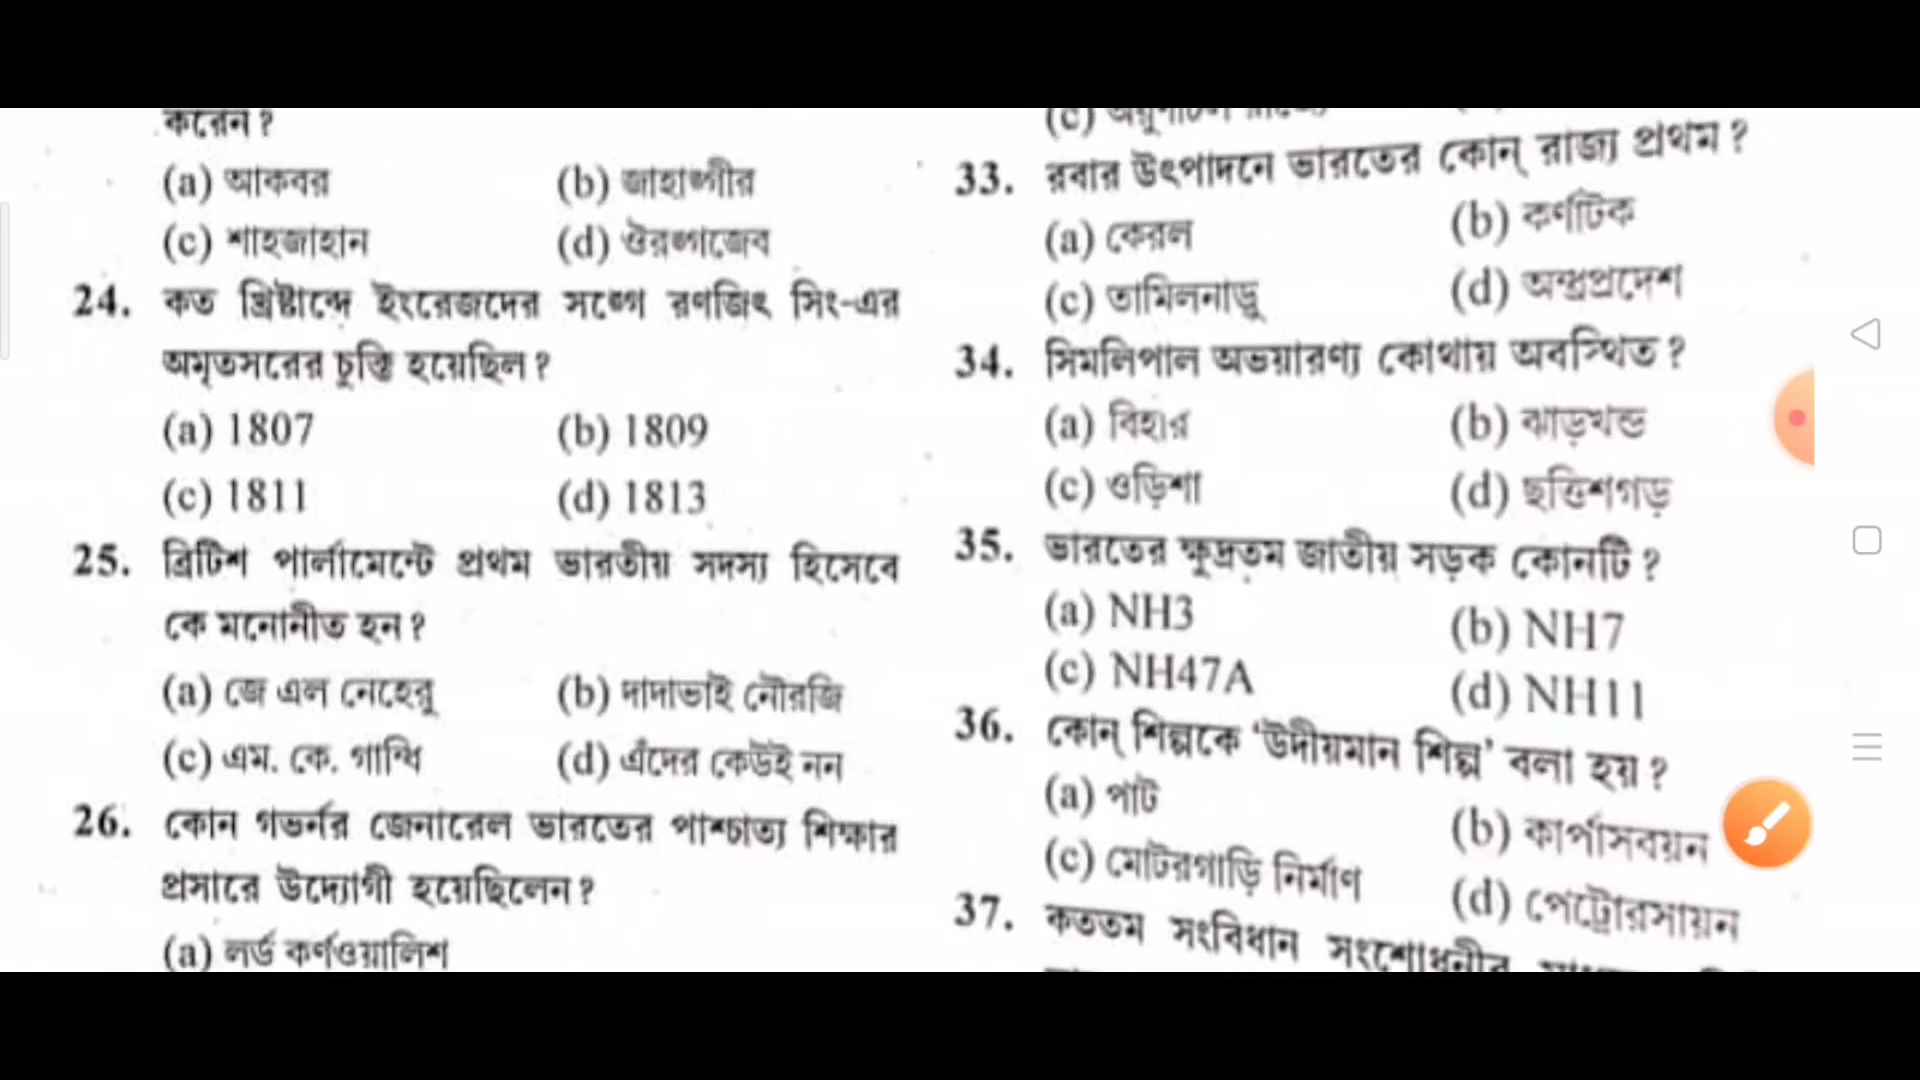 করেন?
(a) আকবর (b) জাহাঙ্গীর
(c) শাহজাহান (d) ঔরঙ্গজেব
24. কত খ্রিষ্টাব্দে ইংরেজদের সঙ্গে রণজিৎ সিং-এর
অমৃতসরের চুক্তি হয়েছিল?
(a) 1807 (b) 1809
(c) 1811 (d) 1813
25. ব্রিটিশ পার্লামেন্টে প্রথম ভারতীয় সদস্য হিসেবে
কে মনোনীত হন?
(a) জে এল নেহেরু (b) দাদাভাই নৌরজি
(c) এম. কে. গান্ধি (d) এঁদের কেউই নন
26. কোন গভর্নর জেনারেল ভারতের পাশ্চাত্য শিক্ষার
প্রসারে উদ্যোগী হয়েছিলেন?
(a) লর্ড কর্ণওয়ালিশ
(c)
33. রবার উৎপাদনে ভারতের কোন্ রাজ্য প্রথম?
(a) কেরল (b) কর্ণাটক
(c) তামিলনাড়ু (d) অন্ধ্রপ্রদেশ
34. সিমলিপাল অভয়ারণ্য কোথায় অবস্থিত?
(a) বিহার (b) ঝাড়খন্ড
(c) ওড়িশা (d) ছত্তিশগড়
35. ভারতের ক্ষুদ্রতম জাতীয় সড়ক কোনটি?
(a) NH3 (b) NH7
(c) NH47A (d) NH11
36. কোন্ শিল্পকে 'উদীয়মান শিল্প' বলা হয়?
(a) পাট (b) কার্পাসবয়ন
(c) মোটরগাড়ি নির্মাণ (d) পেট্রোরসায়ন
37. কততম সংবিধান সংশোধনীর